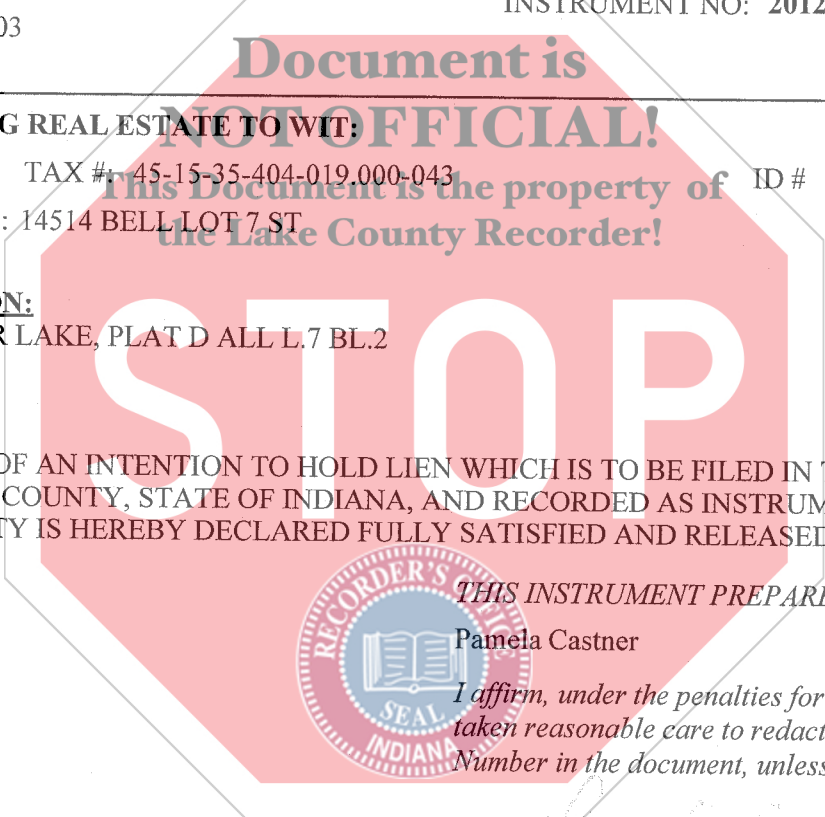 INSTRUMENT NO: 2012
03
Document is
NOT OFFICIAL!
G REAL ESTATE TO WIT:
TAX #: 45-15-35-404-019.000-043
ID #
This Document is the property of
: 14514 BELL LOT 7 ST
the Lake County Recorder!
ON:
R LAKE, PLAT D ALL L.7 BL.2
STOP
OF AN INTENTION TO HOLD LIEN WHICH IS TO BE FILED IN T
COUNTY, STATE OF INDIANA, AND RECORDED AS INSTRUM
TY IS HEREBY DECLARED FULLY SATISFIED AND RELEASED
RECORDER'S OFFICE
SEAL
INDIANA
THIS INSTRUMENT PREPARE
Pamela Castner
I affirm, under the penalties for
taken reasonable care to redact
Number in the document, unless